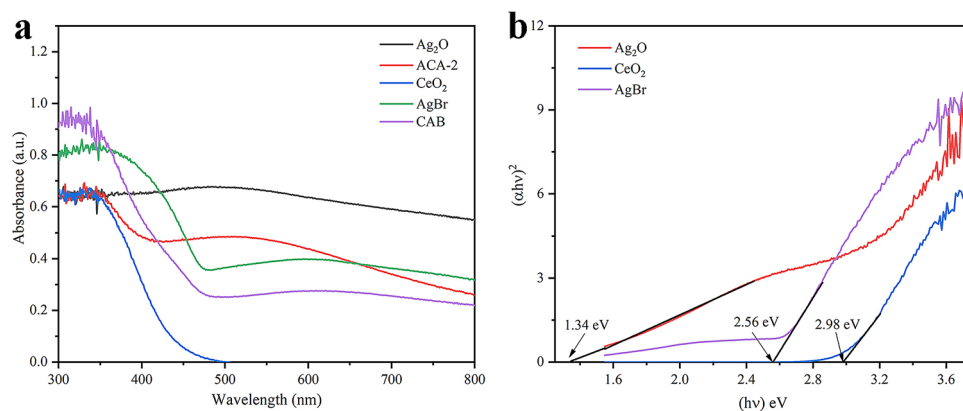 a
1.2
1.0
0.8
0.6
0.4
0.2
0.0
Absorbance (a.u.)
300 400 500 600 700 800
Wavelength (nm)
Ag₂O
ACA-2
CeO₂
AgBr
CAB
b
12
9
6
3
0
(αhν)²
1.6 2.0 2.4 2.8 3.2 3.6
(hν) eV
Ag₂O
CeO₂
AgBr
1.34 eV
2.56 eV
2.98 eV